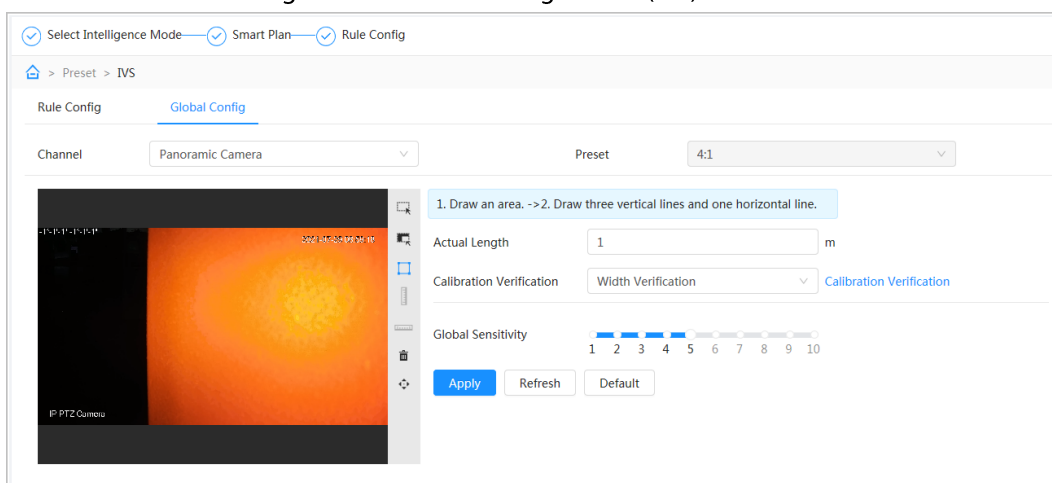 Select Intelligence Mode Smart Plan Rule Config
> Preset > IVS
Rule Config Global Config
Channel Panoramic Camera Preset 4:1
1. Draw an area. ->2. Draw three vertical lines and one horizontal line.
Actual Length 1 m
Calibration Verification Width Verification Calibration Verification
Global Sensitivity
1 2 3 4 5 6 7 8 9 10
Apply Refresh Default
IP PTZ Camera